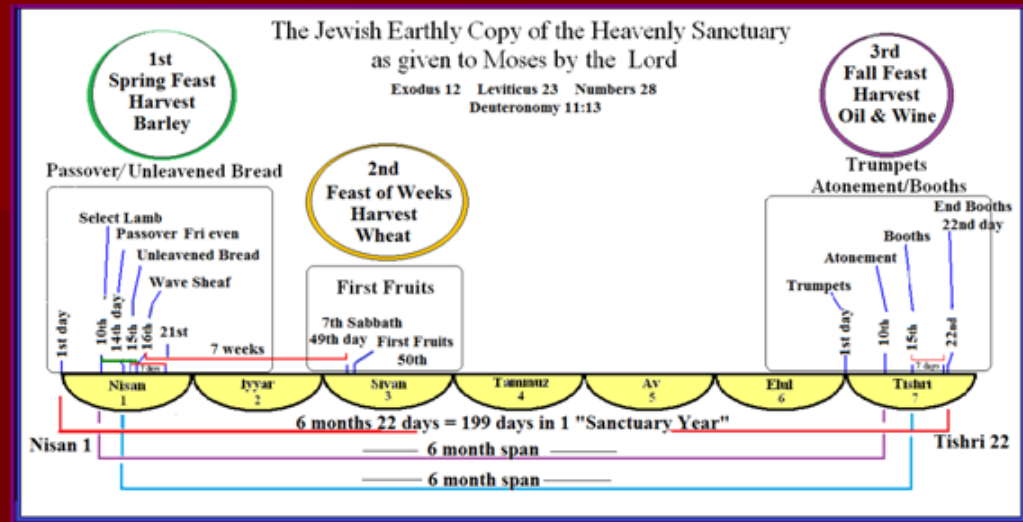 The Jewish Earthly Copy of the Heavenly Sanctuary
as given to Moses by the Lord
Exodus 12 Leviticus 23 Numbers 28
Deuteronomy 11:13
1st
Spring Feast
Harvest
Barley
Passover/Unleavened Bread
Select Lamb
Passover Fri even
Unleavened Bread
Wave Sheaf
1st day
10th
14th day
15th
16th
21st
7 days
7 weeks
2nd
Feast of Weeks
Harvest
Wheat
First Fruits
7th Sabbath
49th day
First Fruits
50th
3rd
Fall Feast
Harvest
Oil & Wine
Trumpets
Atonement/Booths
End Booths
22nd day
Booths
Atonement
Trumpets
1st day
10th
15th
22nd
7 days
Nisan
1
Iyyar
2
Sivan
3
Tammuz
4
Av
5
Elul
6
Tishri
7
6 months 22 days = 199 days in 1 "Sanctuary Year"
Nisan 1
Tishri 22
6 month span
6 month span